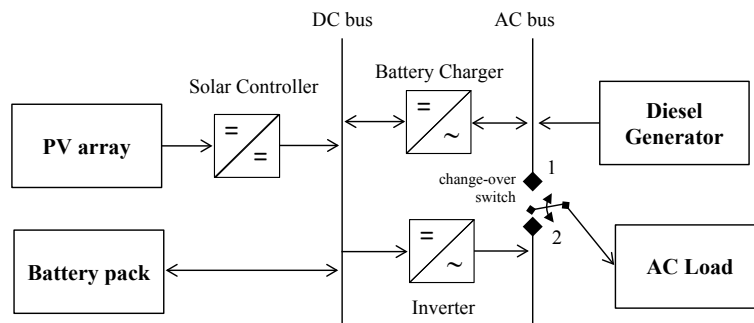 DC bus
AC bus
Solar Controller
Battery Charger
PV array
=
=
=
~
Diesel
Generator
change-over
switch
1
2
Battery pack
=
~
Inverter
AC Load